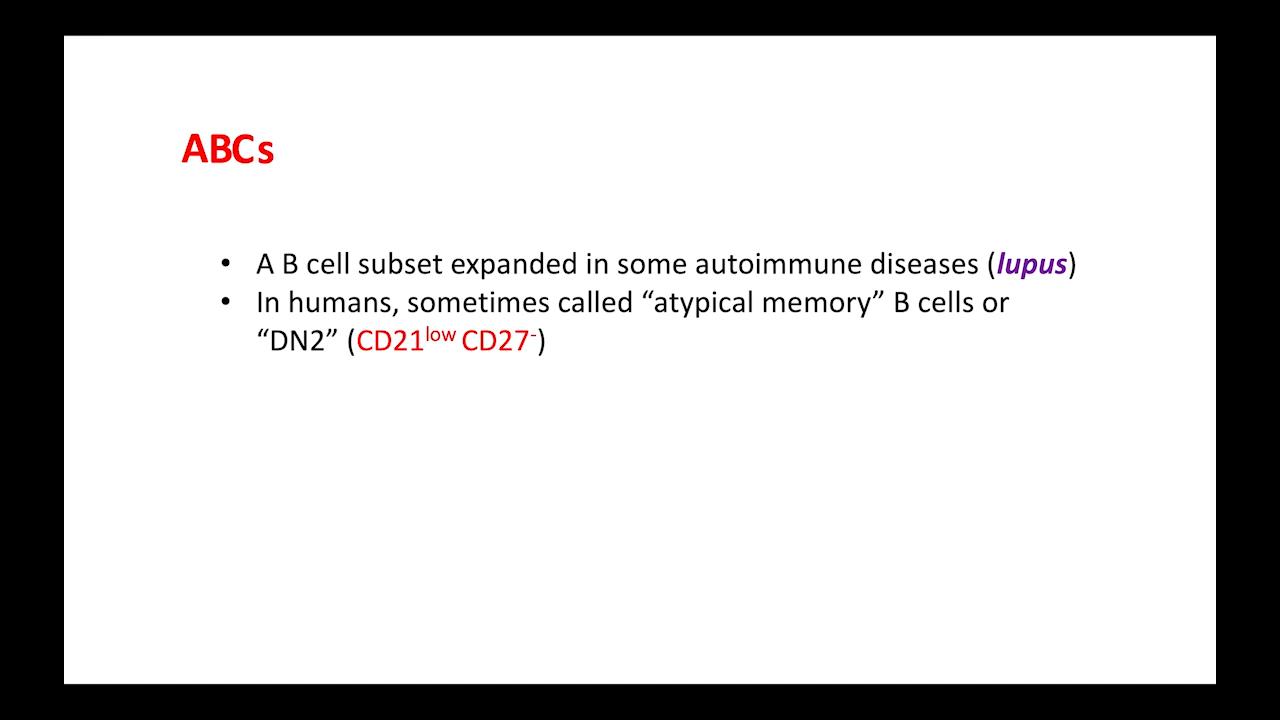 ABCs
• A B cell subset expanded in some autoimmune diseases (lupus)
• In humans, sometimes called “atypical memory” B cells or
“DN2” (CD21low CD27-)